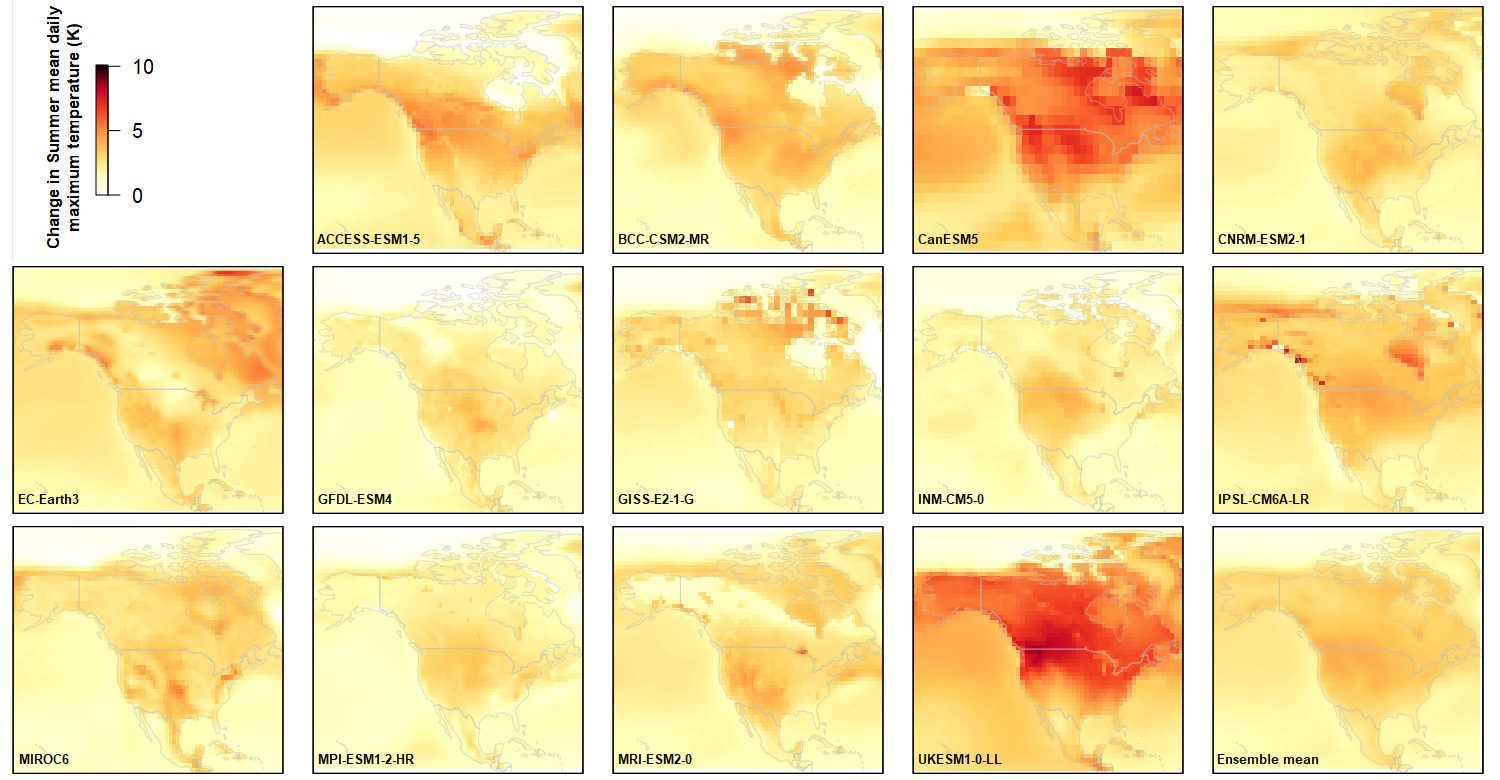 Change in Summer mean daily
maximum temperature (K)
10
5
0
ACCESS-ESM1-5
BCC-CSM2-MR
CanESM5
CNRM-ESM2-1
EC-Earth3
GFDL-ESM4
GISS-E2-1-G
INM-CM5-0
IPSL-CM6A-LR
MIROC6
MPI-ESM1-2-HR
MRI-ESM2-0
UKESM1-0-LL
Ensemble mean